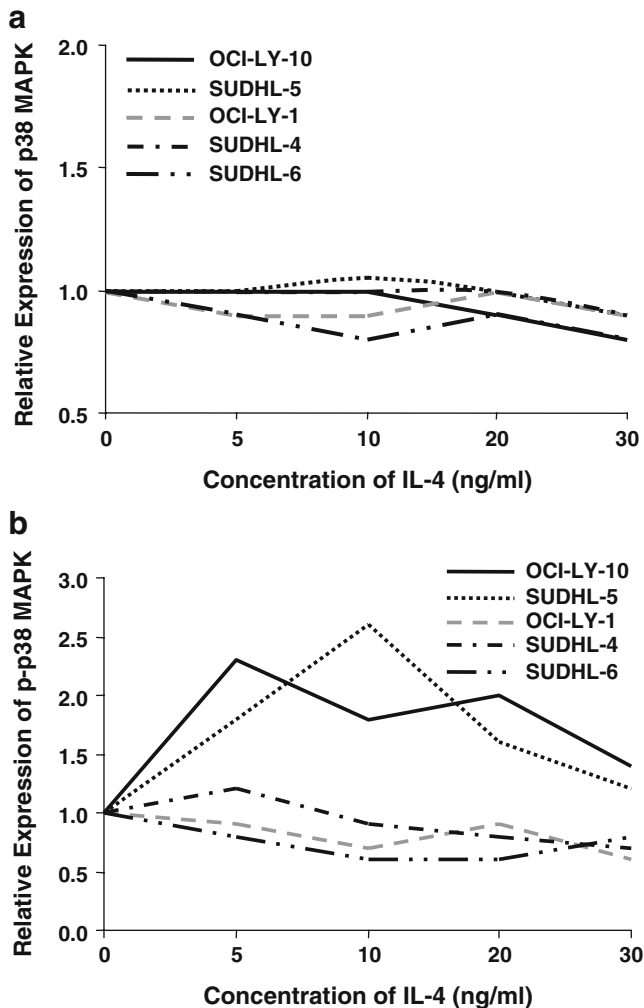 a
2.0
1.5
1.0
0.5
Relative Expression of p38 MAPK
OCI-LY-10
SUDHL-5
OCI-LY-1
SUDHL-4
SUDHL-6
0 5 10 20 30
Concentration of IL-4 (ng/ml)
b
3.0
2.5
2.0
1.5
1.0
0.5
0.0
Relative Expression of p-p38 MAPK
OCI-LY-10
SUDHL-5
OCI-LY-1
SUDHL-4
SUDHL-6
0 5 10 20 30
Concentration of IL-4 (ng/ml)